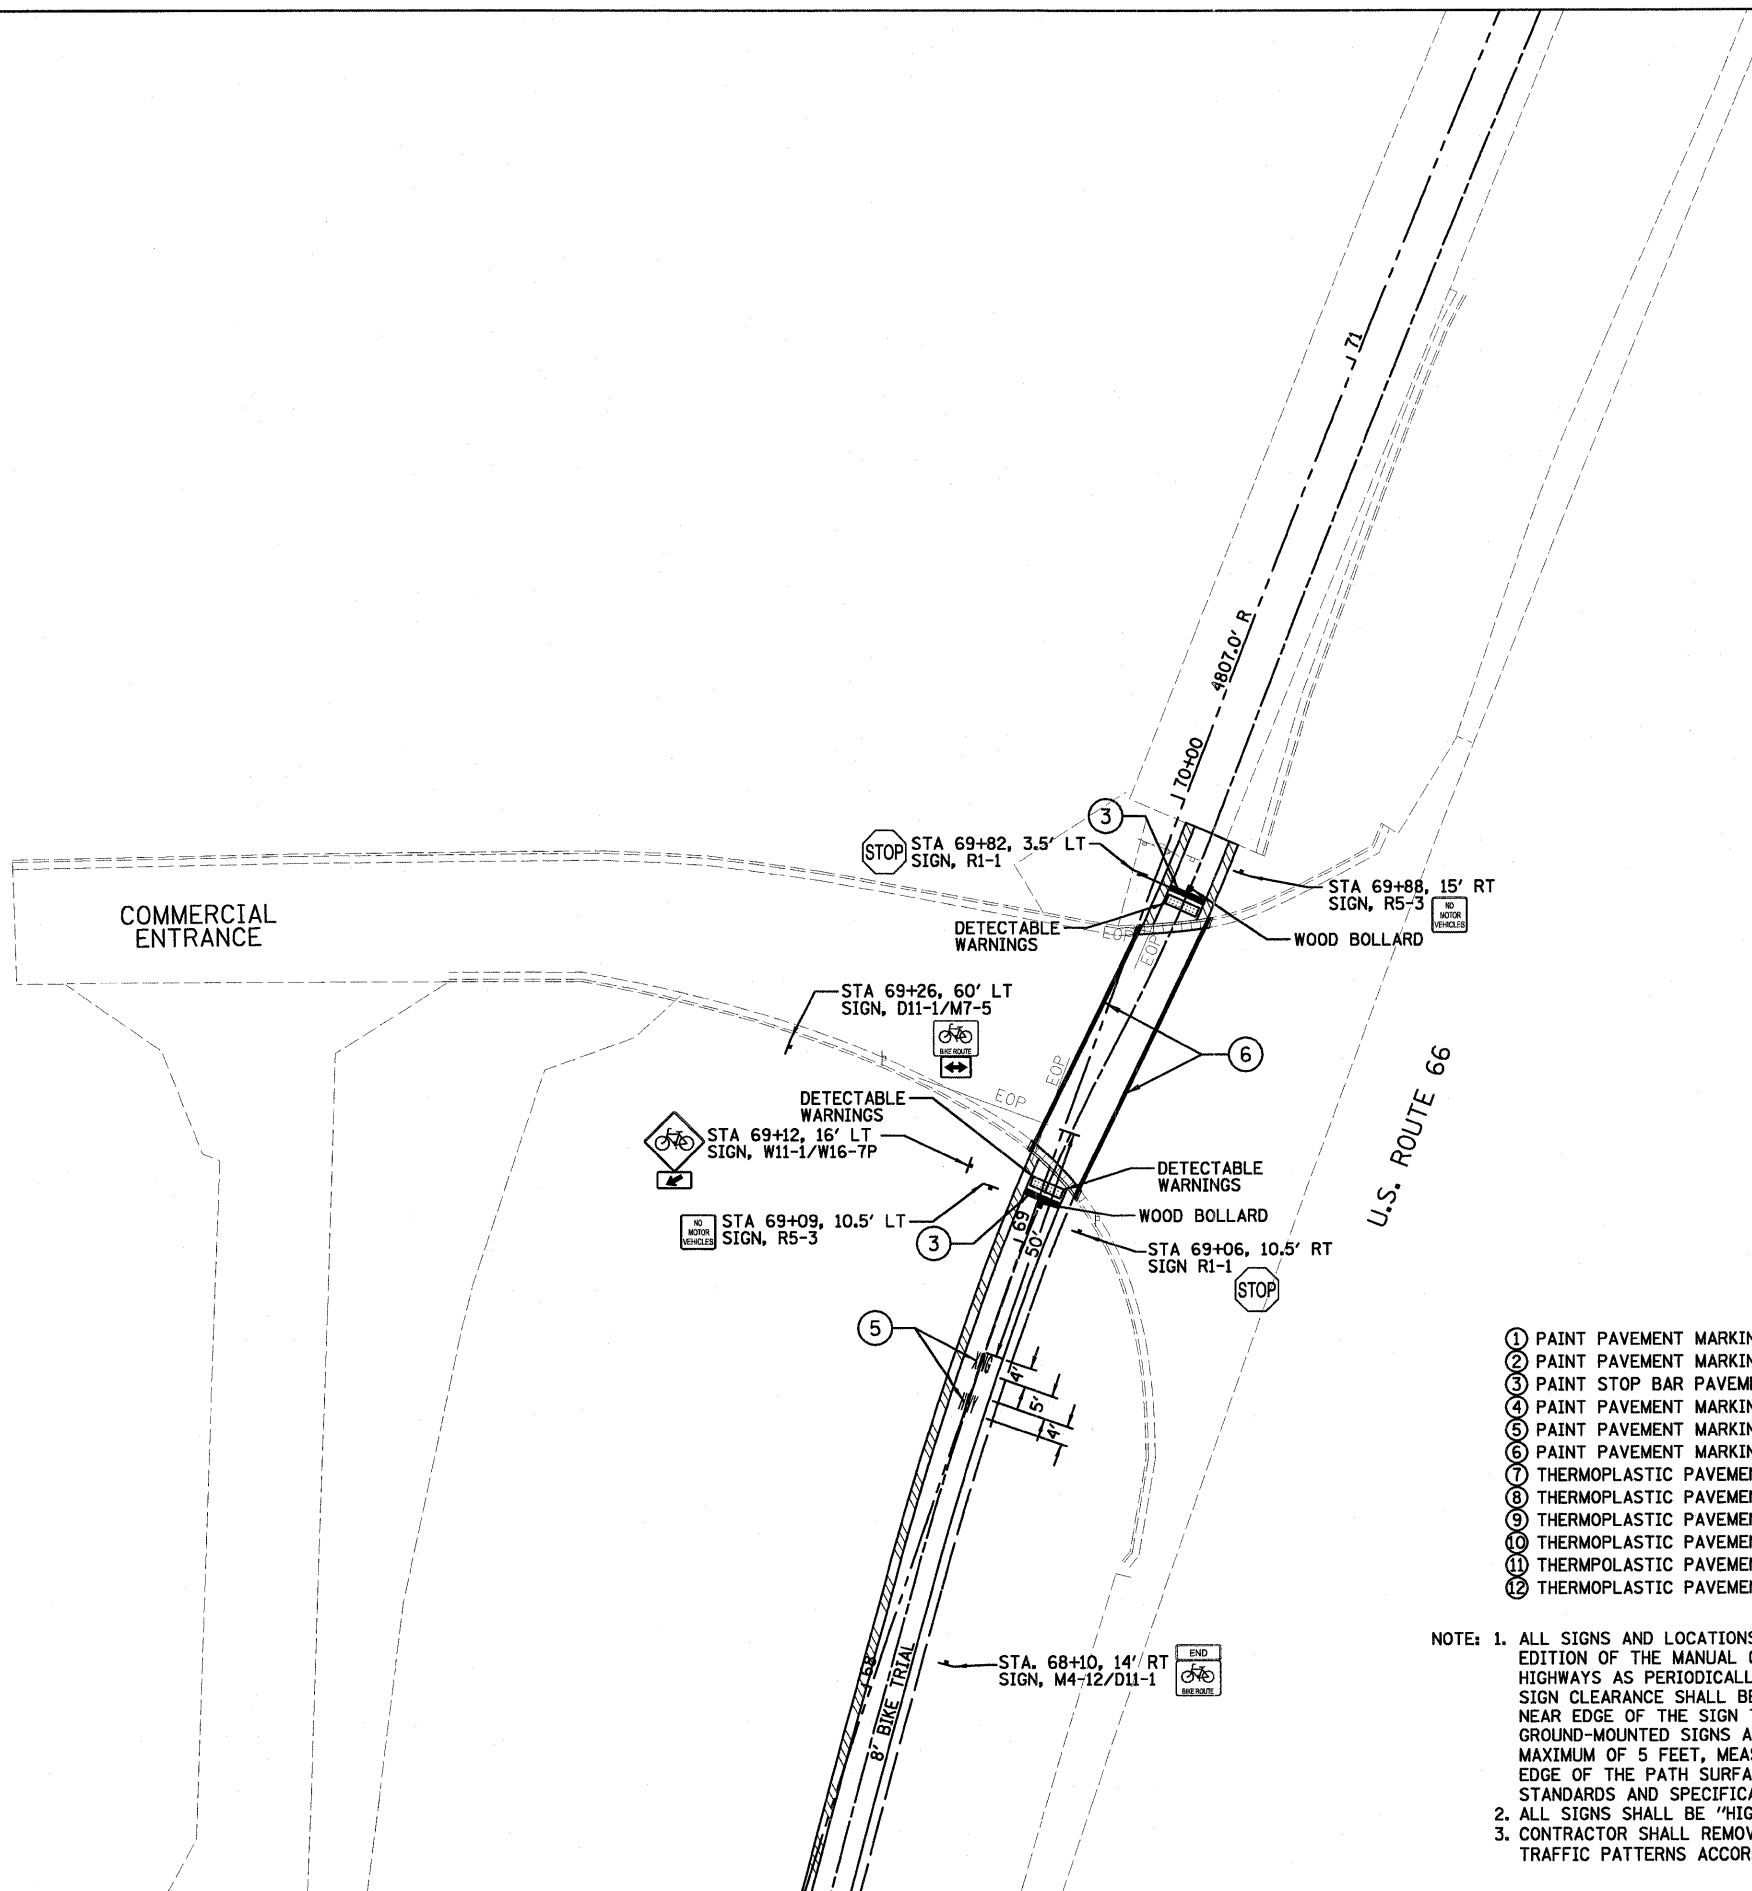 71
4807.0' R
70+00
3
STOP
STA 69+82, 3.5' LT
SIGN, R1-1
STA 69+88, 15' RT
SIGN, R5-3
NO
MOTOR
VEHICLES
COMMERCIAL
ENTRANCE
DETECTABLE
WARNINGS
EOP
EOP
WOOD BOLLARD
STA 69+26, 60' LT
SIGN, D11-1/M7-5
BIKE ROUTE
6
EOP
EOP
U.S. ROUTE 66
DETECTABLE
WARNINGS
STA 69+12, 16' LT
SIGN, W11-1/W16-7P
DETECTABLE
WARNINGS
NO
MOTOR
VEHICLES
STA 69+09, 10.5' LT
SIGN, R5-3
3
69
50'
WOOD BOLLARD
STA 69+06, 10.5' RT
SIGN R1-1
STOP
5
4'
5'
4'
68
8' BIKE TRIAL
STA. 68+10, 14' RT
SIGN, M4-12/D11-1
END
BIKE ROUTE
1 PAINT PAVEMENT MARKIN
2 PAINT PAVEMENT MARKIN
3 PAINT STOP BAR PAVEM
4 PAINT PAVEMENT MARKIN
5 PAINT PAVEMENT MARKIN
6 PAINT PAVEMENT MARKIN
7 THERMOPLASTIC PAVEME
8 THERMOPLASTIC PAVEME
9 THERMOPLASTIC PAVEME
10 THERMOPLASTIC PAVEME
11 THERMPOLASTIC PAVEME
12 THERMOPLASTIC PAVEME
NOTE: 1. ALL SIGNS AND LOCATIONS
EDITION OF THE MANUAL
HIGHWAYS AS PERIODICALL
SIGN CLEARANCE SHALL BE
NEAR EDGE OF THE SIGN
GROUND-MOUNTED SIGNS A
MAXIMUM OF 5 FEET, MEA
EDGE OF THE PATH SURFA
STANDARDS AND SPECIFICA
2. ALL SIGNS SHALL BE "HIG
3. CONTRACTOR SHALL REMOV
TRAFFIC PATTERNS ACCOR